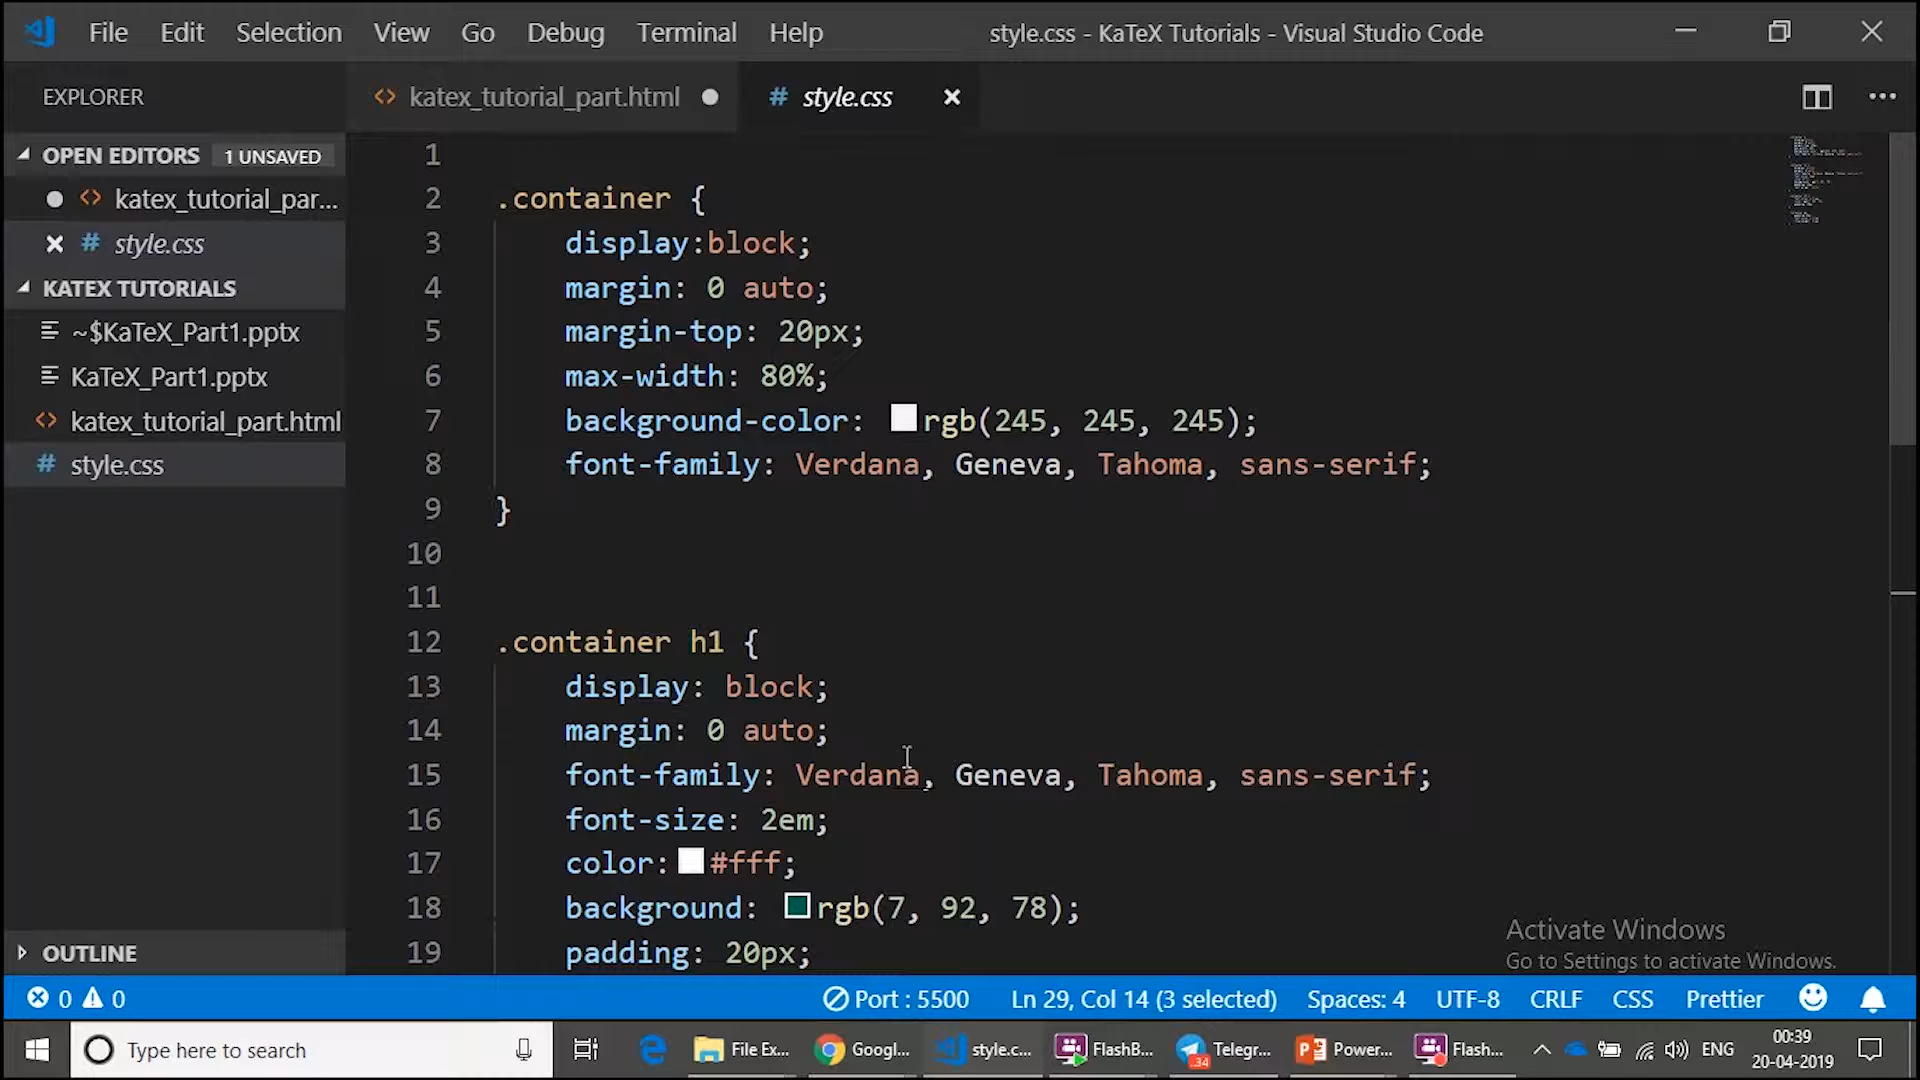 File Edit Selection View Go Debug Terminal Help style.css - KaTeX Tutorials - Visual Studio Code
EXPLORER
<> katex_tutorial_part.html
# style.css
OPEN EDITORS 1 UNSAVED
<> katex_tutorial_par...
# style.css
KATEX TUTORIALS
~$KaTeX_Part1.pptx
KaTeX_Part1.pptx
<> katex_tutorial_part.html
# style.css
OUTLINE
1
2 .container {
3 display:block;
4 margin: 0 auto;
5 margin-top: 20px;
6 max-width: 80%;
7 background-color: rgb(245, 245, 245);
8 font-family: Verdana, Geneva, Tahoma, sans-serif;
9 }
10
11
12 .container h1 {
13 display: block;
14 margin: 0 auto;
15 font-family: Verdana, Geneva, Tahoma, sans-serif;
16 font-size: 2em;
17 color: #fff;
18 background: rgb(7, 92, 78);
19 padding: 20px;
Activate Windows
Go to Settings to activate Windows.
0 0 Port : 5500 Ln 29, Col 14 (3 selected) Spaces: 4 UTF-8 CRLF CSS Prettier
Type here to search File Ex... Googl... style.c... FlashB... 34 Telegr... Power... Flash... ENG
00:39
20-04-2019